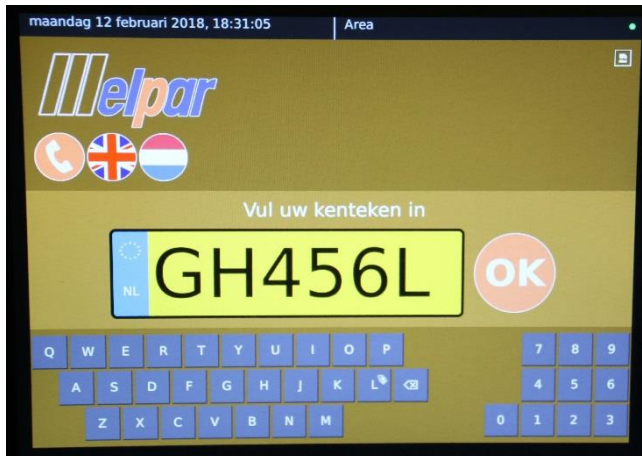 maandag 12 februari 2018, 18:31:05 Area
Melpar
Vul uw kenteken in
NL GH456L OK
Q W E R T Y U I O P 7 8 9
A S D F G H J K L 4 5 6
Z X C V B N M 0 1 2 3